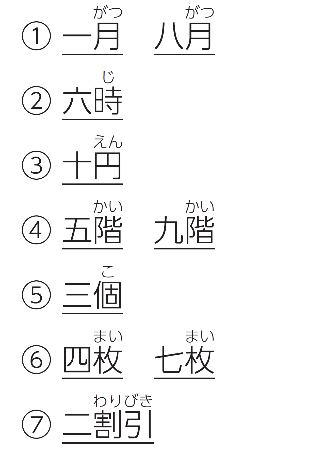 がつ がつ
① 一月 八月
じ
② 六時
えん
③ 十円
かい かい
④ 五階 九階
こ
⑤ 三個
まい まい
⑥ 四枚 七枚
わりびき
⑦ 二割引